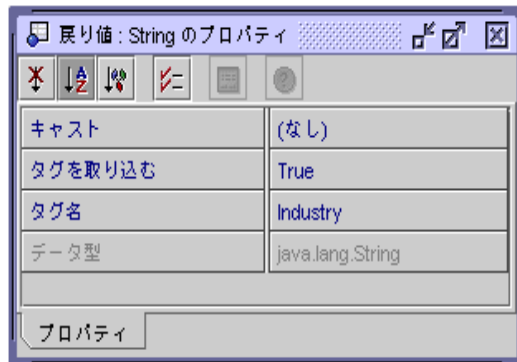 戻り値 : String のプロパティ
キャスト (なし)
タグを取り込む True
タグ名 Industry
データ型 java.lang.String
プロパティ